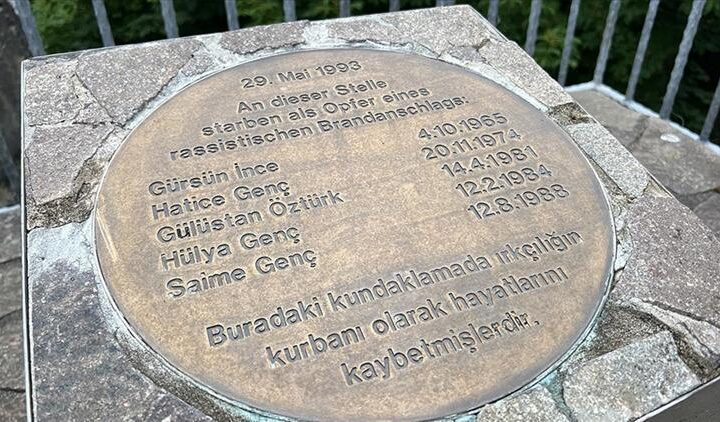 29. Mai 1993
An dieser Stelle
starben als Opfer eines
rassistischen Brandanschlags:
Gürsün İnce 4.10.1965
Hatice Genç 20.11.1974
Gülüstan Öztürk 14.4.1981
Hülya Genç 12.2.1984
Saime Genç 12.8.1988
Buradaki kundaklamada ırkçılığın
kurbanı olarak hayatlarını
kaybetmişlerdir.